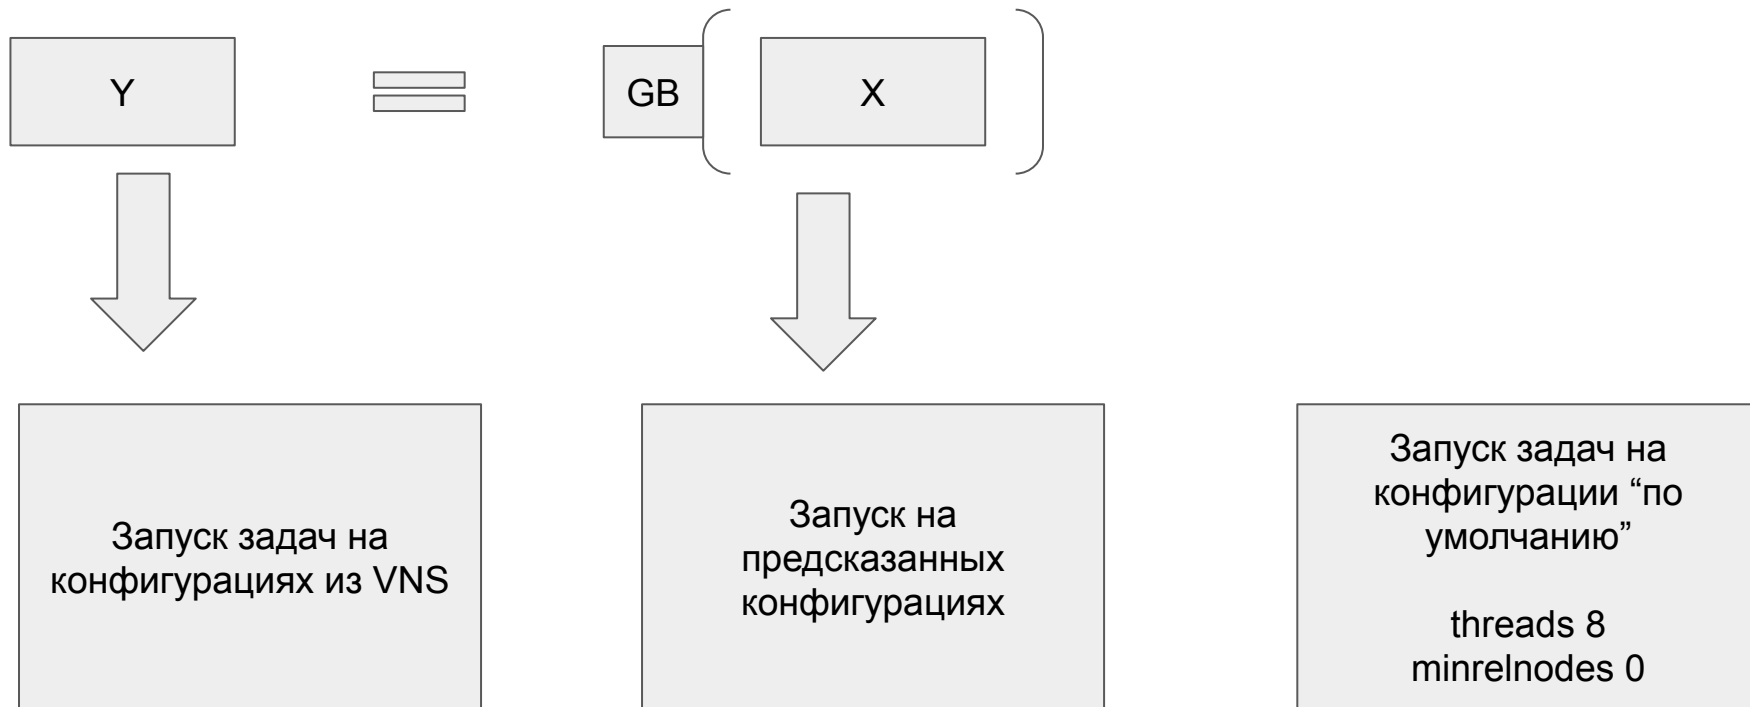 Y
GB
X
Запуск задач на
конфигурациях из VNS
Запуск на
предсказанных
конфигурациях
Запуск задач на
конфигурации “по
умолчанию”
threads 8
minrelnodes 0